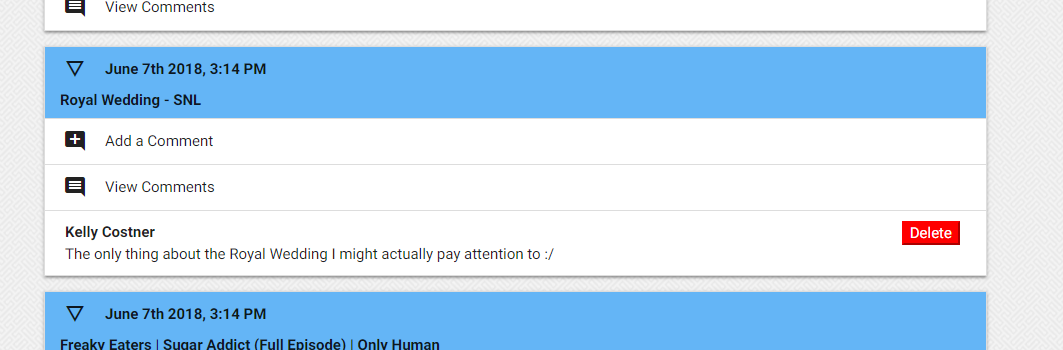 View Comments
June 7th 2018, 3:14 PM
Royal Wedding - SNL
Add a Comment
View Comments
Kelly Costner
Delete
The only thing about the Royal Wedding I might actually pay attention to :/
June 7th 2018, 3:14 PM
Freaky Eaters | Sugar Addict (Full Episode) | Only Human